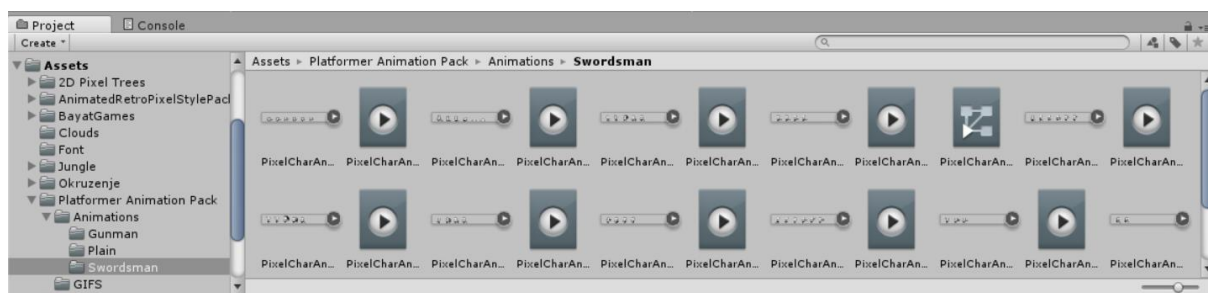 Project Console
Create
Assets
2D Pixel Trees
AnimatedRetroPixelStylePacl
BayatGames
Clouds
Font
Jungle
Okruzenje
Platformer Animation Pack
Animations
Gunman
Plain
Swordsman
GIFS
Assets Platformer Animation Pack Animations Swordsman
PixelCharAn... PixelCharAn... PixelCharAn... PixelCharAn... PixelCharAn... PixelCharAn... PixelCharAn... PixelCharAn... PixelCharAn... PixelCharAn... PixelCharAn...
PixelCharAn... PixelCharAn... PixelCharAn... PixelCharAn... PixelCharAn... PixelCharAn... PixelCharAn... PixelCharAn... PixelCharAn... PixelCharAn... PixelCharAn...